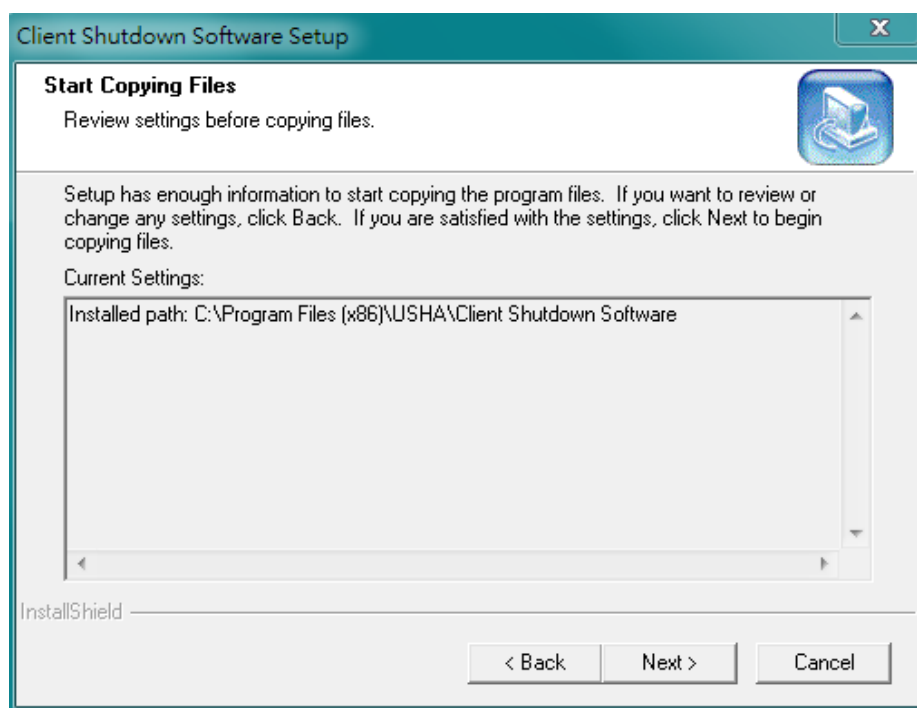 Client Shutdown Software Setup
Start Copying Files
Review settings before copying files.
Setup has enough information to start copying the program files. If you want to review or
change any settings, click Back. If you are satisfied with the settings, click Next to begin
copying files.
Current Settings:
Installed path: C:\Program Files (x86)\USHA\Client Shutdown Software
InstallShield
< Back Next > Cancel